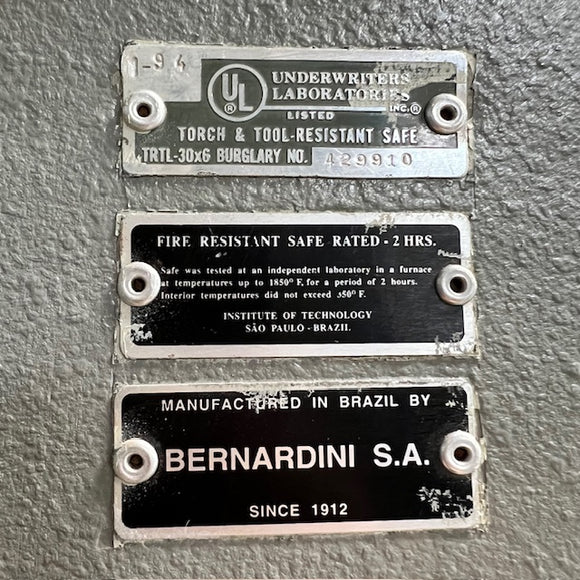 1-94
UL® UNDERWRITERS
LABORATORIES INC.®
LISTED
TORCH & TOOL-RESISTANT SAFE
TRTL-30x6 BURGLARY NO. 429910
FIRE RESISTANT SAFE RATED - 2 HRS.
Safe was tested at an independent laboratory in a furnace
at temperatures up to 1850° F, for a period of 2 hours.
Interior temperatures did not exceed 350° F.
INSTITUTE OF TECHNOLOGY
SÃO PAULO - BRAZIL
MANUFACTURED IN BRAZIL BY
BERNARDINI S.A.
SINCE 1912